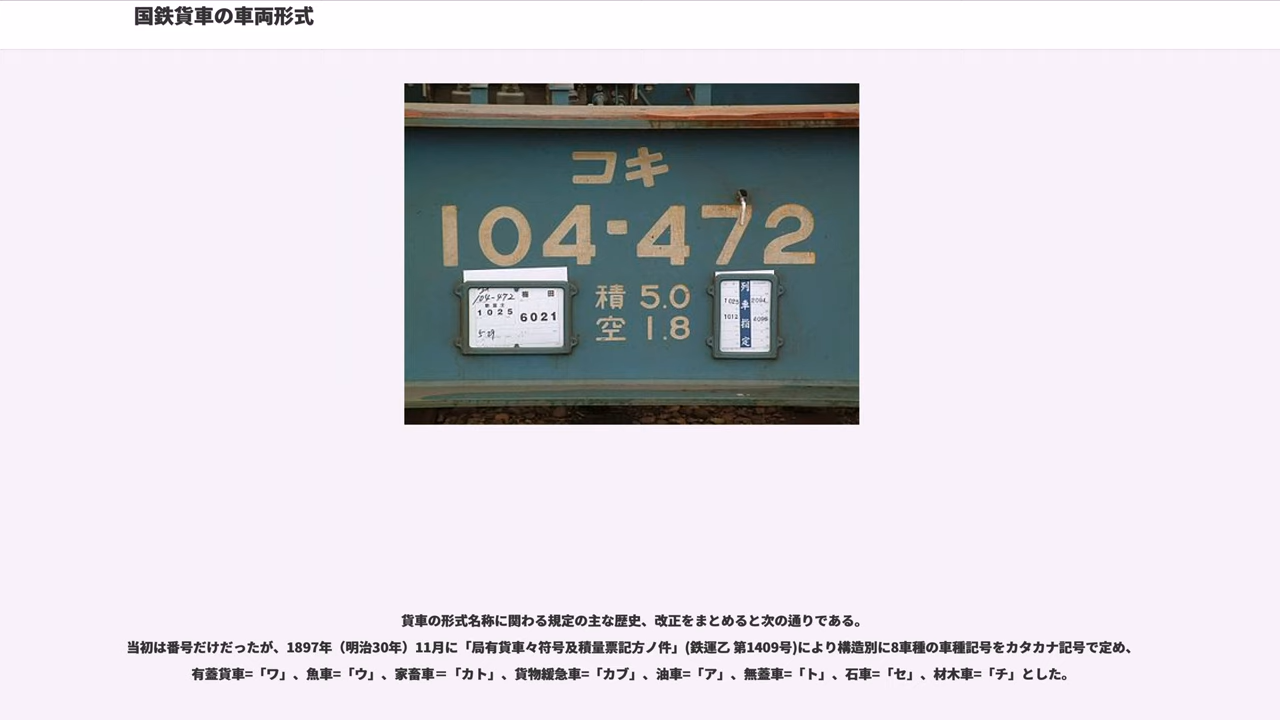 国鉄貨車の車両形式
コキ
104-472
積 5.0
空 1.8
104-472
梅 田
1025
6021
列車指定
貨車の形式名称に関わる規定の主な歴史、改正をまとめると次の通りである。
当初は番号だけだったが、1897年（明治30年）11月に「局有貨車々符号及積量票記方ノ件」(鉄運乙 第1409号)により構造別に8車種の車種記号をカタカナ記号で定め、
有蓋貨車=「ワ」、魚車=「ウ」、家畜車＝「カト」、貨物緩急車=「カブ」、油車=「ア」、無蓋車=「ト」、石車=「セ」、材木車=「チ」とした。